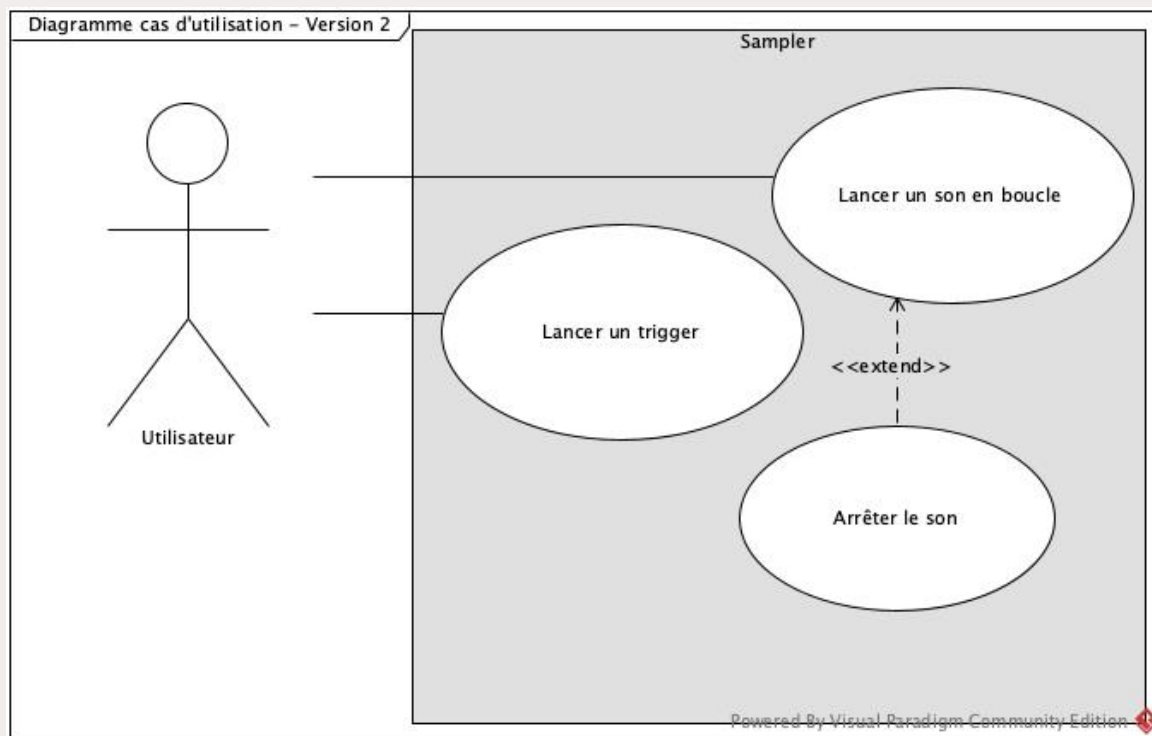 Diagramme cas d'utilisation – Version 2
Sampler
Lancer un son en boucle
Lancer un trigger
<<extend>>
Utilisateur
Arrêter le son
Powered By Visual Paradigm Community Edition